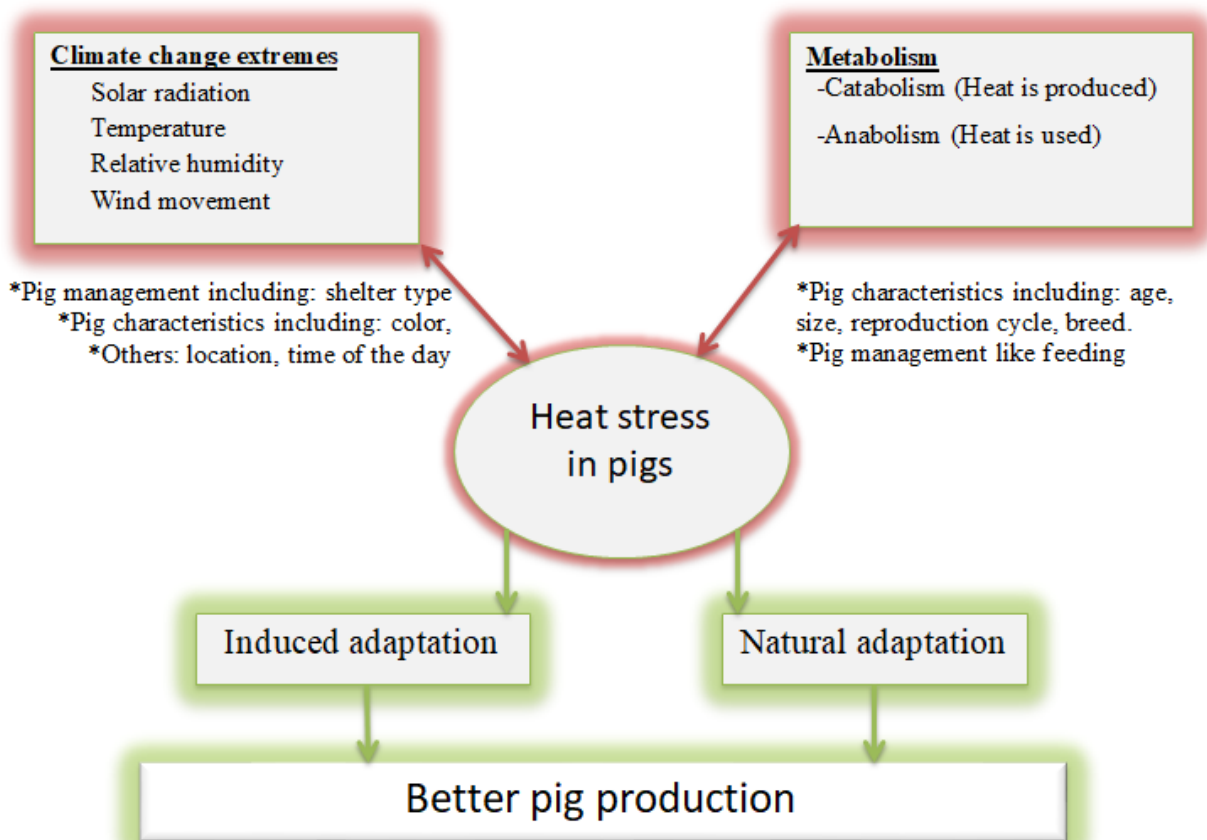 Climate change extremes
Solar radiation
Temperature
Relative humidity
Wind movement
Metabolism
-Catabolism (Heat is produced)
-Anabolism (Heat is used)
*Pig management including: shelter type
*Pig characteristics including: color,
*Others: location, time of the day
*Pig characteristics including: age,
size, reproduction cycle, breed.
*Pig management like feeding
Heat stress
in pigs
Induced adaptation
Natural adaptation
Better pig production